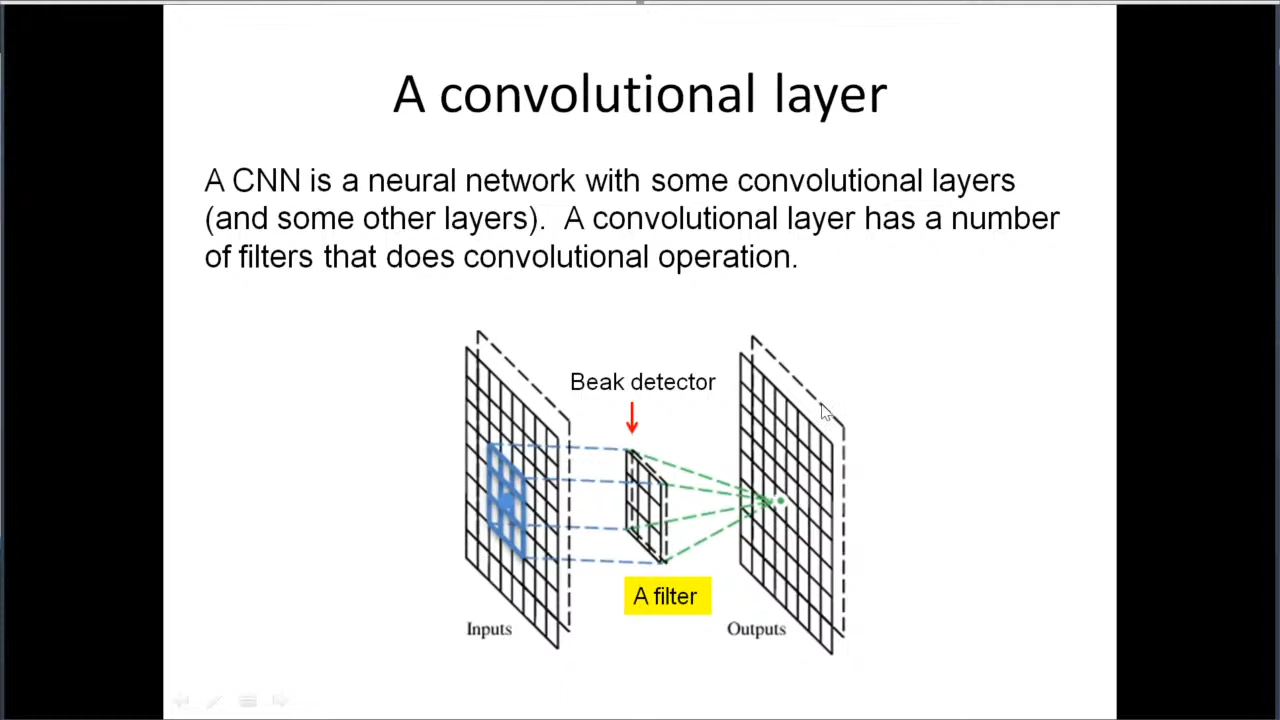 A convolutional layer
A CNN is a neural network with some convolutional layers
(and some other layers).  A convolutional layer has a number
of filters that does convolutional operation.
Beak detector
A filter
Inputs
Outputs